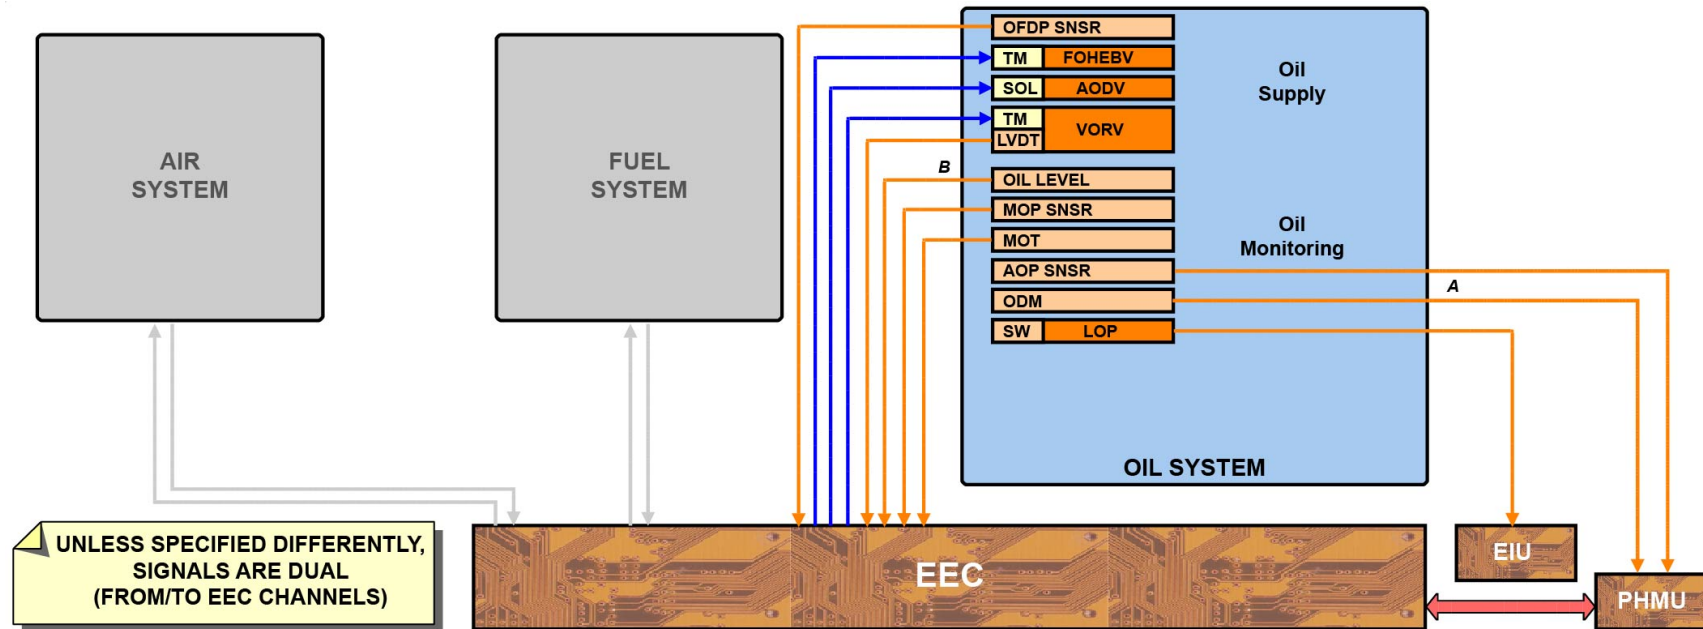 AIR
SYSTEM
FUEL
SYSTEM
OFDP SNSR
TM FOHEBV
SOL AODV
TM
LVDT
VORV
Oil
Supply
B
OIL LEVEL
MOP SNSR
MOT
AOP SNSR
ODM
SW LOP
Oil
Monitoring
A
OIL SYSTEM
UNLESS SPECIFIED DIFFERENTLY,
SIGNALS ARE DUAL
(FROM/TO EEC CHANNELS)
EEC
EIU
PHMU